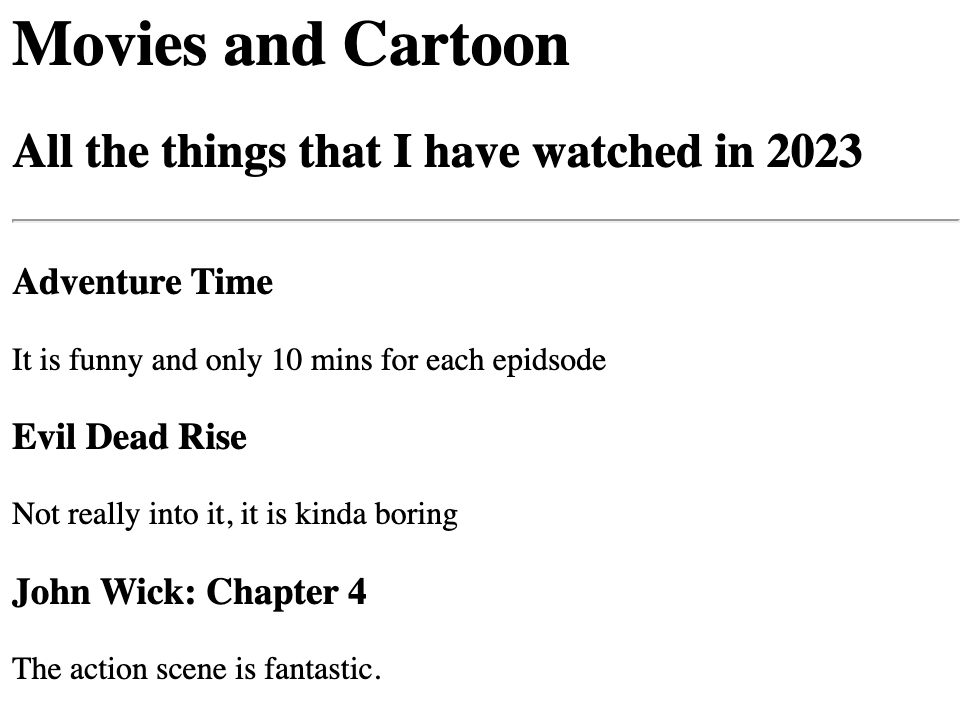 Movies and Cartoon
All the things that I have watched in 2023
Adventure Time
It is funny and only 10 mins for each epidsode
Evil Dead Rise
Not really into it, it is kinda boring
John Wick: Chapter 4
The action scene is fantastic.